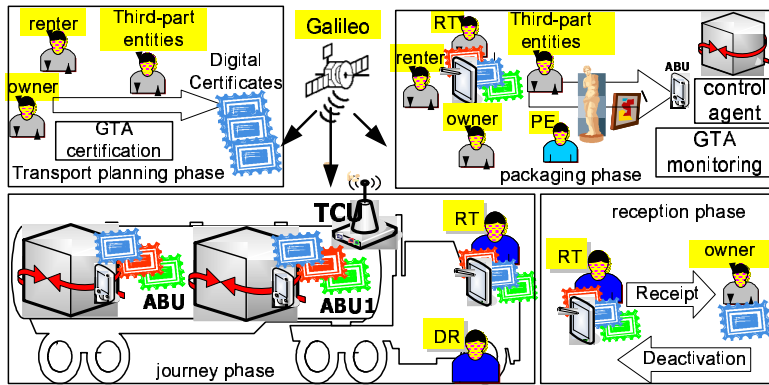 renter
Third-part
entities
Digital
Certificates
owner
GTA
certification
Transport planning phase
Galileo
RT
Third-part
entities
renter
ABU
owner
PE
control
agent
GTA
monitoring
packaging phase
TCU
RT
ABU
ABU1
DR
journey phase
reception phase
RT
owner
Receipt
Deactivation